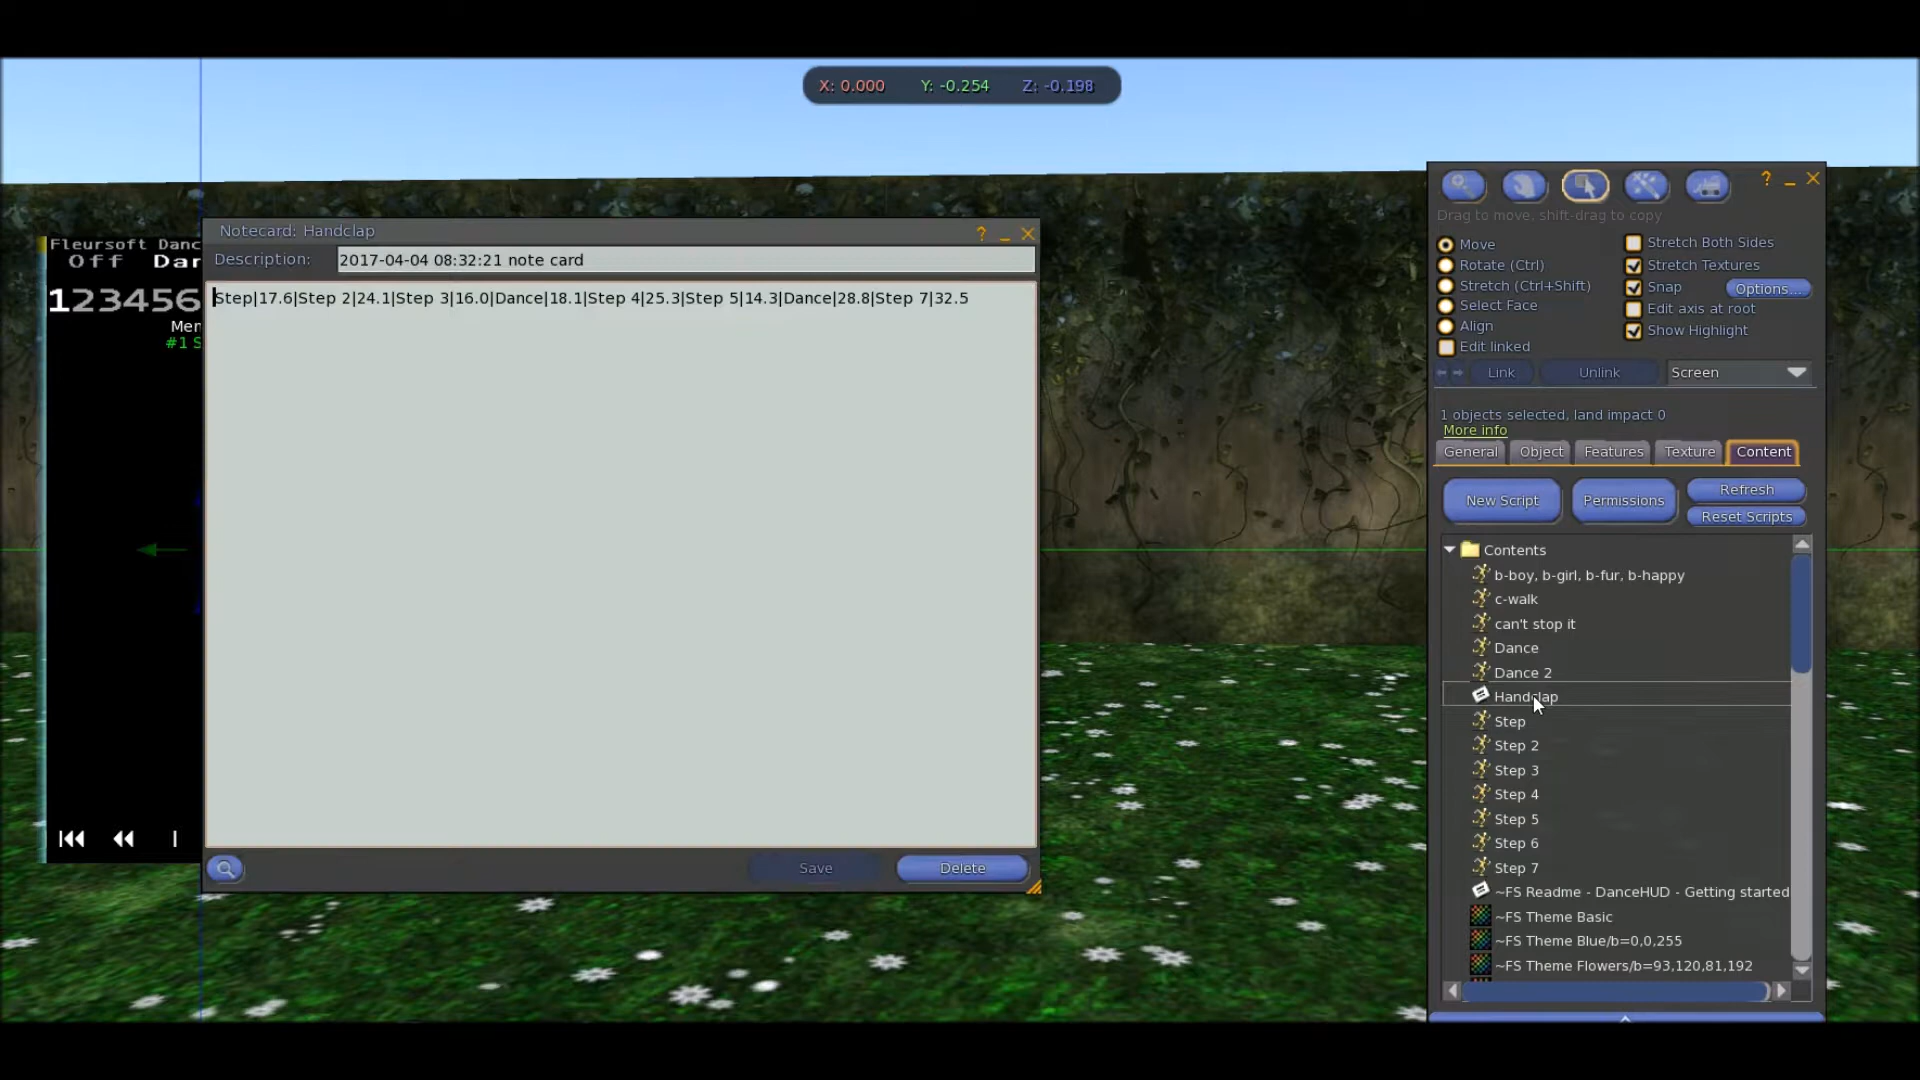 X: 0.000 Y: -0.254 Z: -0.198
Fleursoft Danc
Off Dar
123456
Men
#1 S
Notecard: Handclap
Description: 2017-04-04 08:32:21 note card
Step|17.6|Step 2|24.1|Step 3|16.0|Dance|18.1|Step 4|25.3|Step 5|14.3|Dance|28.8|Step 7|32.5
Save Delete
Drag to move, shift-drag to copy
Move
Rotate (Ctrl)
Stretch (Ctrl+Shift)
Select Face
Align
Edit linked
Stretch Both Sides
Stretch Textures
Snap Options...
Edit axis at root
Show Highlight
Link Unlink Screen
1 objects selected, land impact 0
More info
General Object Features Texture Content
New Script Permissions Refresh
Reset Scripts
Contents
b-boy, b-girl, b-fur, b-happy
c-walk
can't stop it
Dance
Dance 2
Handclap
Step
Step 2
Step 3
Step 4
Step 5
Step 6
Step 7
~FS Readme - DanceHUD - Getting started
~FS Theme Basic
~FS Theme Blue/b=0,0,255
~FS Theme Flowers/b=93,120,81,192